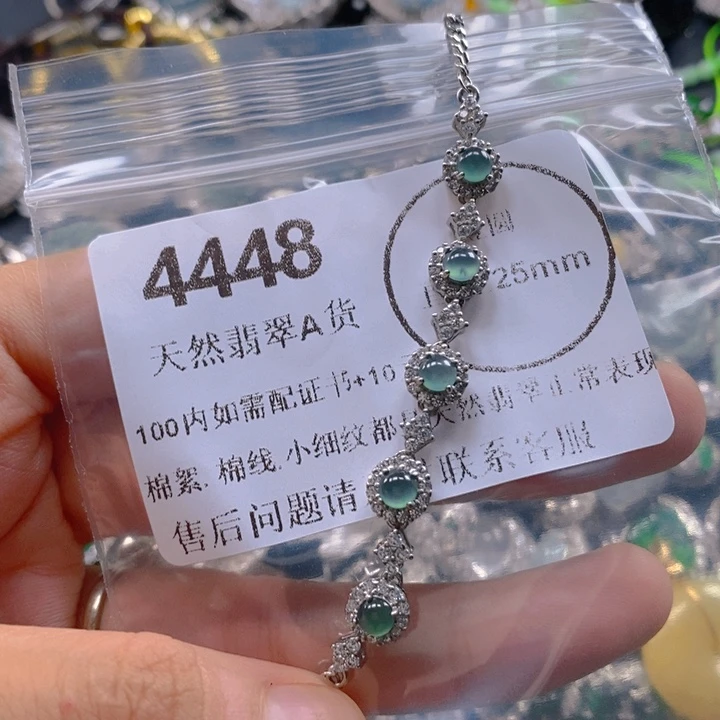 4448
圆
25mm
天然翡翠A货
100内如需配证书+10
棉絮、棉线、小细纹都 天然翡翠正常表现
售后问题请 联系客服